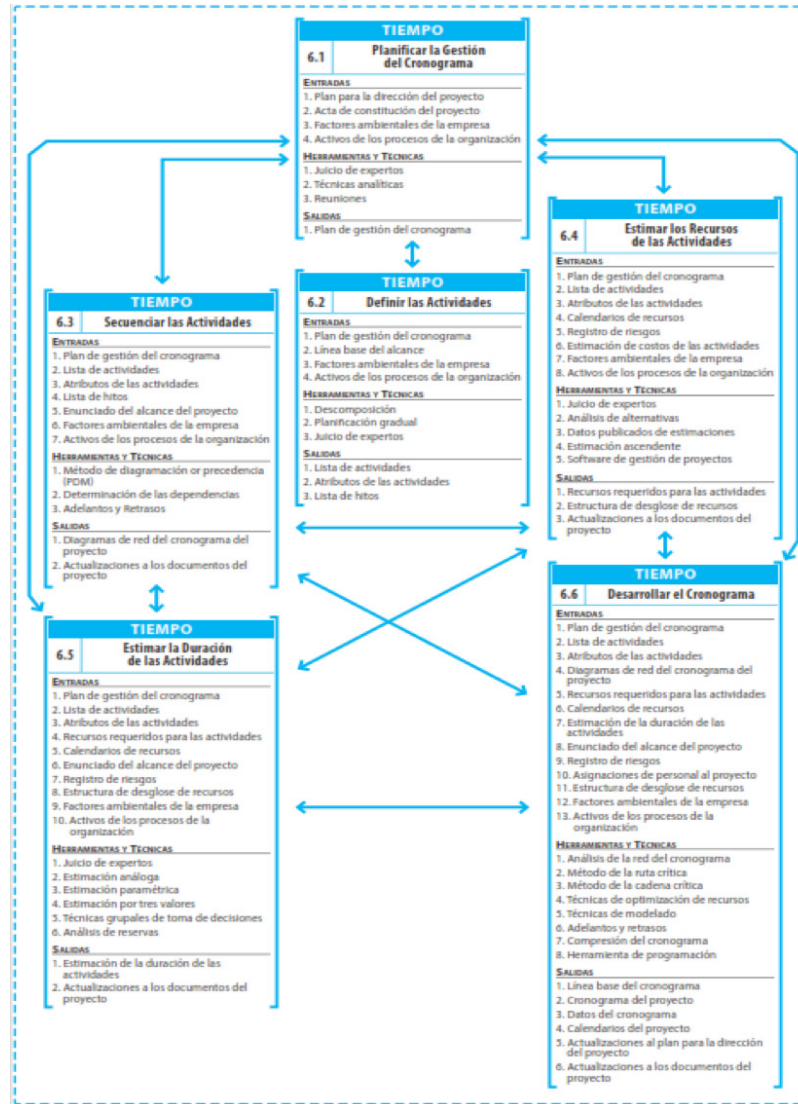 TIEMPO
6.1
Planificar la Gestión
del Cronograma
ENTRADAS
1. Plan para la dirección del proyecto
2. Acta de constitución del proyecto
3. Factores ambientales de la empresa
4. Activos de los procesos de la organización
HERRAMIENTAS Y TÉCNICAS
1. Juicio de expertos
2. Técnicas analíticas
3. Reuniones
SALIDAS
1. Plan de gestión del cronograma
TIEMPO
6.4
Estimar los Recursos
de las Actividades
ENTRADAS
1. Plan de gestión del cronograma
2. Lista de actividades
3. Atributos de las actividades
4. Calendarios de recursos
5. Registro de riesgos
6. Estimación de costos de las actividades
7. Factores ambientales de la empresa
8. Activos de los procesos de la organización
HERRAMIENTAS Y TÉCNICAS
1. Juicio de expertos
2. Análisis de alternativas
3. Datos publicados de estimaciones
4. Estimación ascendente
5. Software de gestión de proyectos
SALIDAS
1. Recursos requeridos para las actividades
2. Estructura de desglose de recursos
3. Actualizaciones a los documentos del
proyecto
TIEMPO
6.2 Definir las Actividades
ENTRADAS
1. Plan de gestión del cronograma
2. Línea base del alcance
3. Factores ambientales de la empresa
4. Activos de los procesos de la organización
HERRAMIENTAS Y TÉCNICAS
1. Descomposición
2. Planificación gradual
3. Juicio de expertos
SALIDAS
1. Lista de actividades
2. Atributos de las actividades
3. Lista de hitos
TIEMPO
6.3 Secuenciar las Actividades
ENTRADAS
1. Plan de gestión del cronograma
2. Lista de actividades
3. Atributos de las actividades
4. Lista de hitos
5. Enunciado del alcance del proyecto
6. Factores ambientales de la empresa
7. Activos de los procesos de la organización
HERRAMIENTAS Y TÉCNICAS
1. Método de diagramación or precedencia
(PDM)
2. Determinación de las dependencias
3. Adelantos y Retrasos
SALIDAS
1. Diagramas de red del cronograma del
proyecto
2. Actualizaciones a los documentos del
proyecto
TIEMPO
6.5
Estimar la Duración
de las Actividades
ENTRADAS
1. Plan de gestión del cronograma
2. Lista de actividades
3. Atributos de las actividades
4. Recursos requeridos para las actividades
5. Calendarios de recursos
6. Enunciado del alcance del proyecto
7. Registro de riesgos
8. Estructura de desglose de recursos
9. Factores ambientales de la empresa
10. Activos de los procesos de la
organización
HERRAMIENTAS Y TÉCNICAS
1. Juicio de expertos
2. Estimación análoga
3. Estimación paramétrica
4. Estimación por tres valores
5. Técnicas grupales de toma de decisiones
6. Análisis de reservas
SALIDAS
1. Estimación de la duración de las
actividades
2. Actualizaciones a los documentos del
proyecto
TIEMPO
6.6 Desarrollar el Cronograma
ENTRADAS
1. Plan de gestión del cronograma
2. Lista de actividades
3. Atributos de las actividades
4. Diagramas de red del cronograma del
proyecto
5. Recursos requeridos para las actividades
6. Calendarios de recursos
7. Estimación de la duración de las
actividades
8. Enunciado del alcance del proyecto
9. Registro de riesgos
10. Asignaciones de personal al proyecto
11. Estructura de desglose de recursos
12. Factores ambientales de la empresa
13. Activos de los procesos de la
organización
HERRAMIENTAS Y TÉCNICAS
1. Análisis de la red del cronograma
2. Método de la ruta crítica
3. Método de la cadena crítica
4. Técnicas de optimización de recursos
5. Técnicas de modelado
6. Adelantos y retrasos
7. Compresión del cronograma
8. Herramienta de programación
SALIDAS
1. Línea base del cronograma
2. Cronograma del proyecto
3. Datos del cronograma
4. Calendarios del proyecto
5. Actualizaciones al plan para la dirección
del proyecto
6. Actualizaciones a los documentos del
proyecto